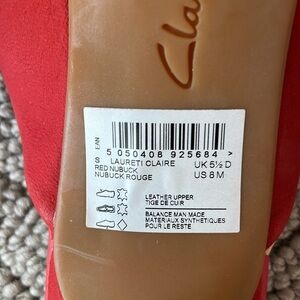 Cla
EAN
5 050408 925684 >
S LAURETI CLAIRE UK 5½ D
RED NUBUCK US 8 M
NUBUCK ROUGE
LEATHER UPPER
TIGE DE CUIR
BALANCE MAN MADE
MATERIAUX SYNTHETIQUES
POUR LE RESTE